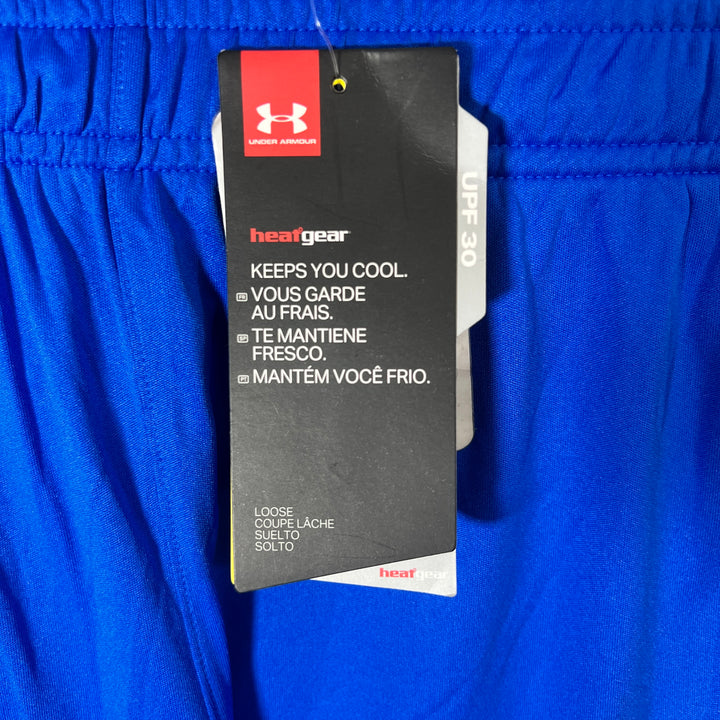 UNDER ARMOUR
heatgear
KEEPS YOU COOL.
FR VOUS GARDE
AU FRAIS.
SP TE MANTIENE
FRESCO.
PT MANTÉM VOCÊ FRIO.
LOOSE
COUPE LÂCHE
SUELTO
SOLTO
UPF 30
heatgear